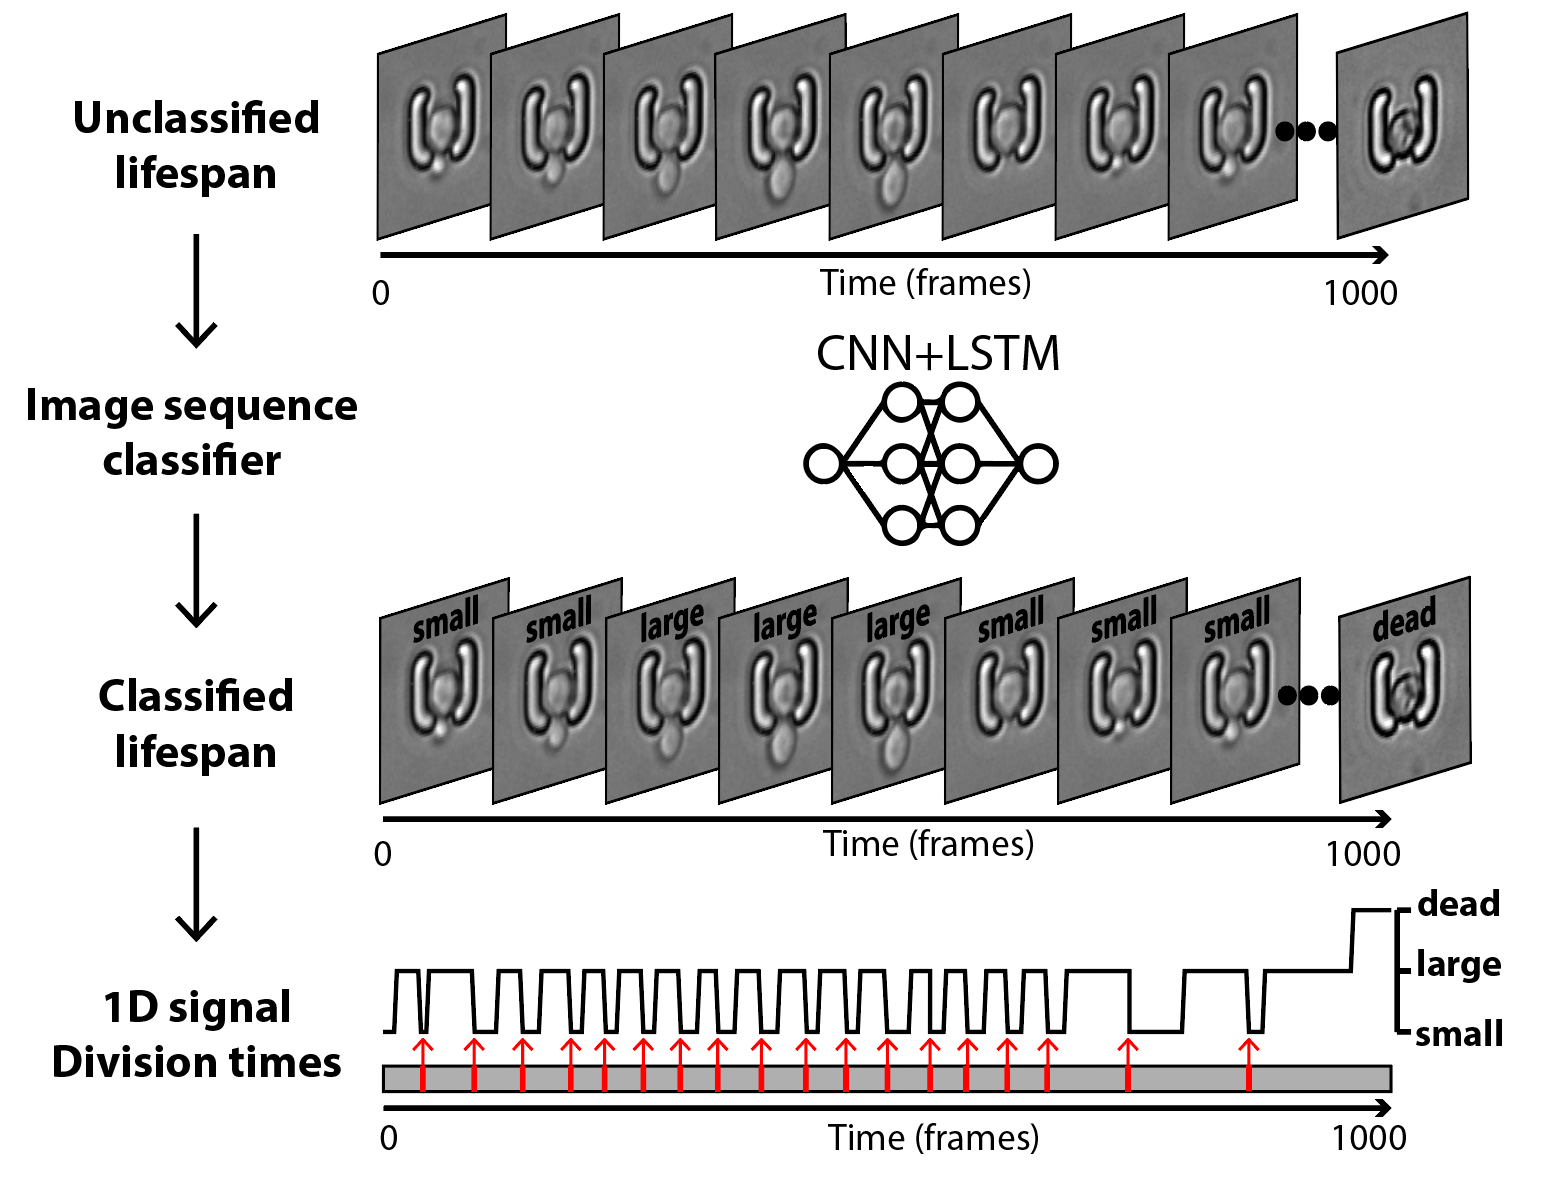 Unclassified
lifespan
0
Time (frames)
1000
CNN+LSTM
Image sequence
classifier
small small large large large small small small dead
Classified
lifespan
0
Time (frames)
1000
dead
large
small
1D signal
Division times
0
Time (frames)
1000